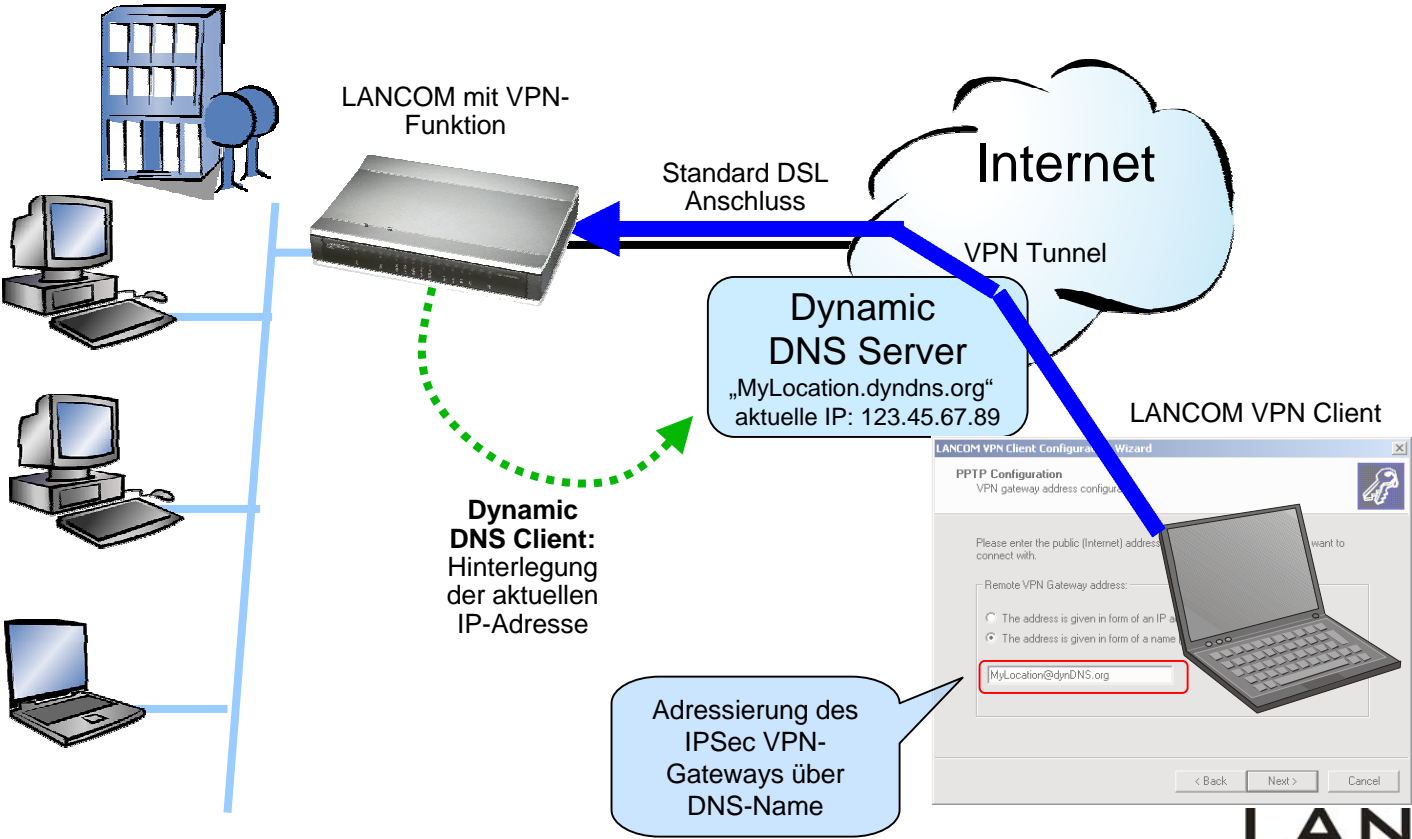 LANCOM mit VPN-
Funktion
Standard DSL
Anschluss
Internet
VPN Tunnel
Dynamic
DNS Server
„MyLocation.dyndns.org“
aktuelle IP: 123.45.67.89
LANCOM VPN Client
Dynamic
DNS Client:
Hinterlegung
der aktuellen
IP-Adresse
LANCOM VPN Client Configuration Wizard
PPTP Configuration
VPN gateway address
Please enter the public (Internet) address want to
connect with.
Remote VPN Gateway address:
The address is given in form of an IP
The address is given in form of a name
MyLocation@dynDNS.org
< Back
Next >
Cancel
Adressierung des
IPSec VPN-
Gateways über
DNS-Name
LAN